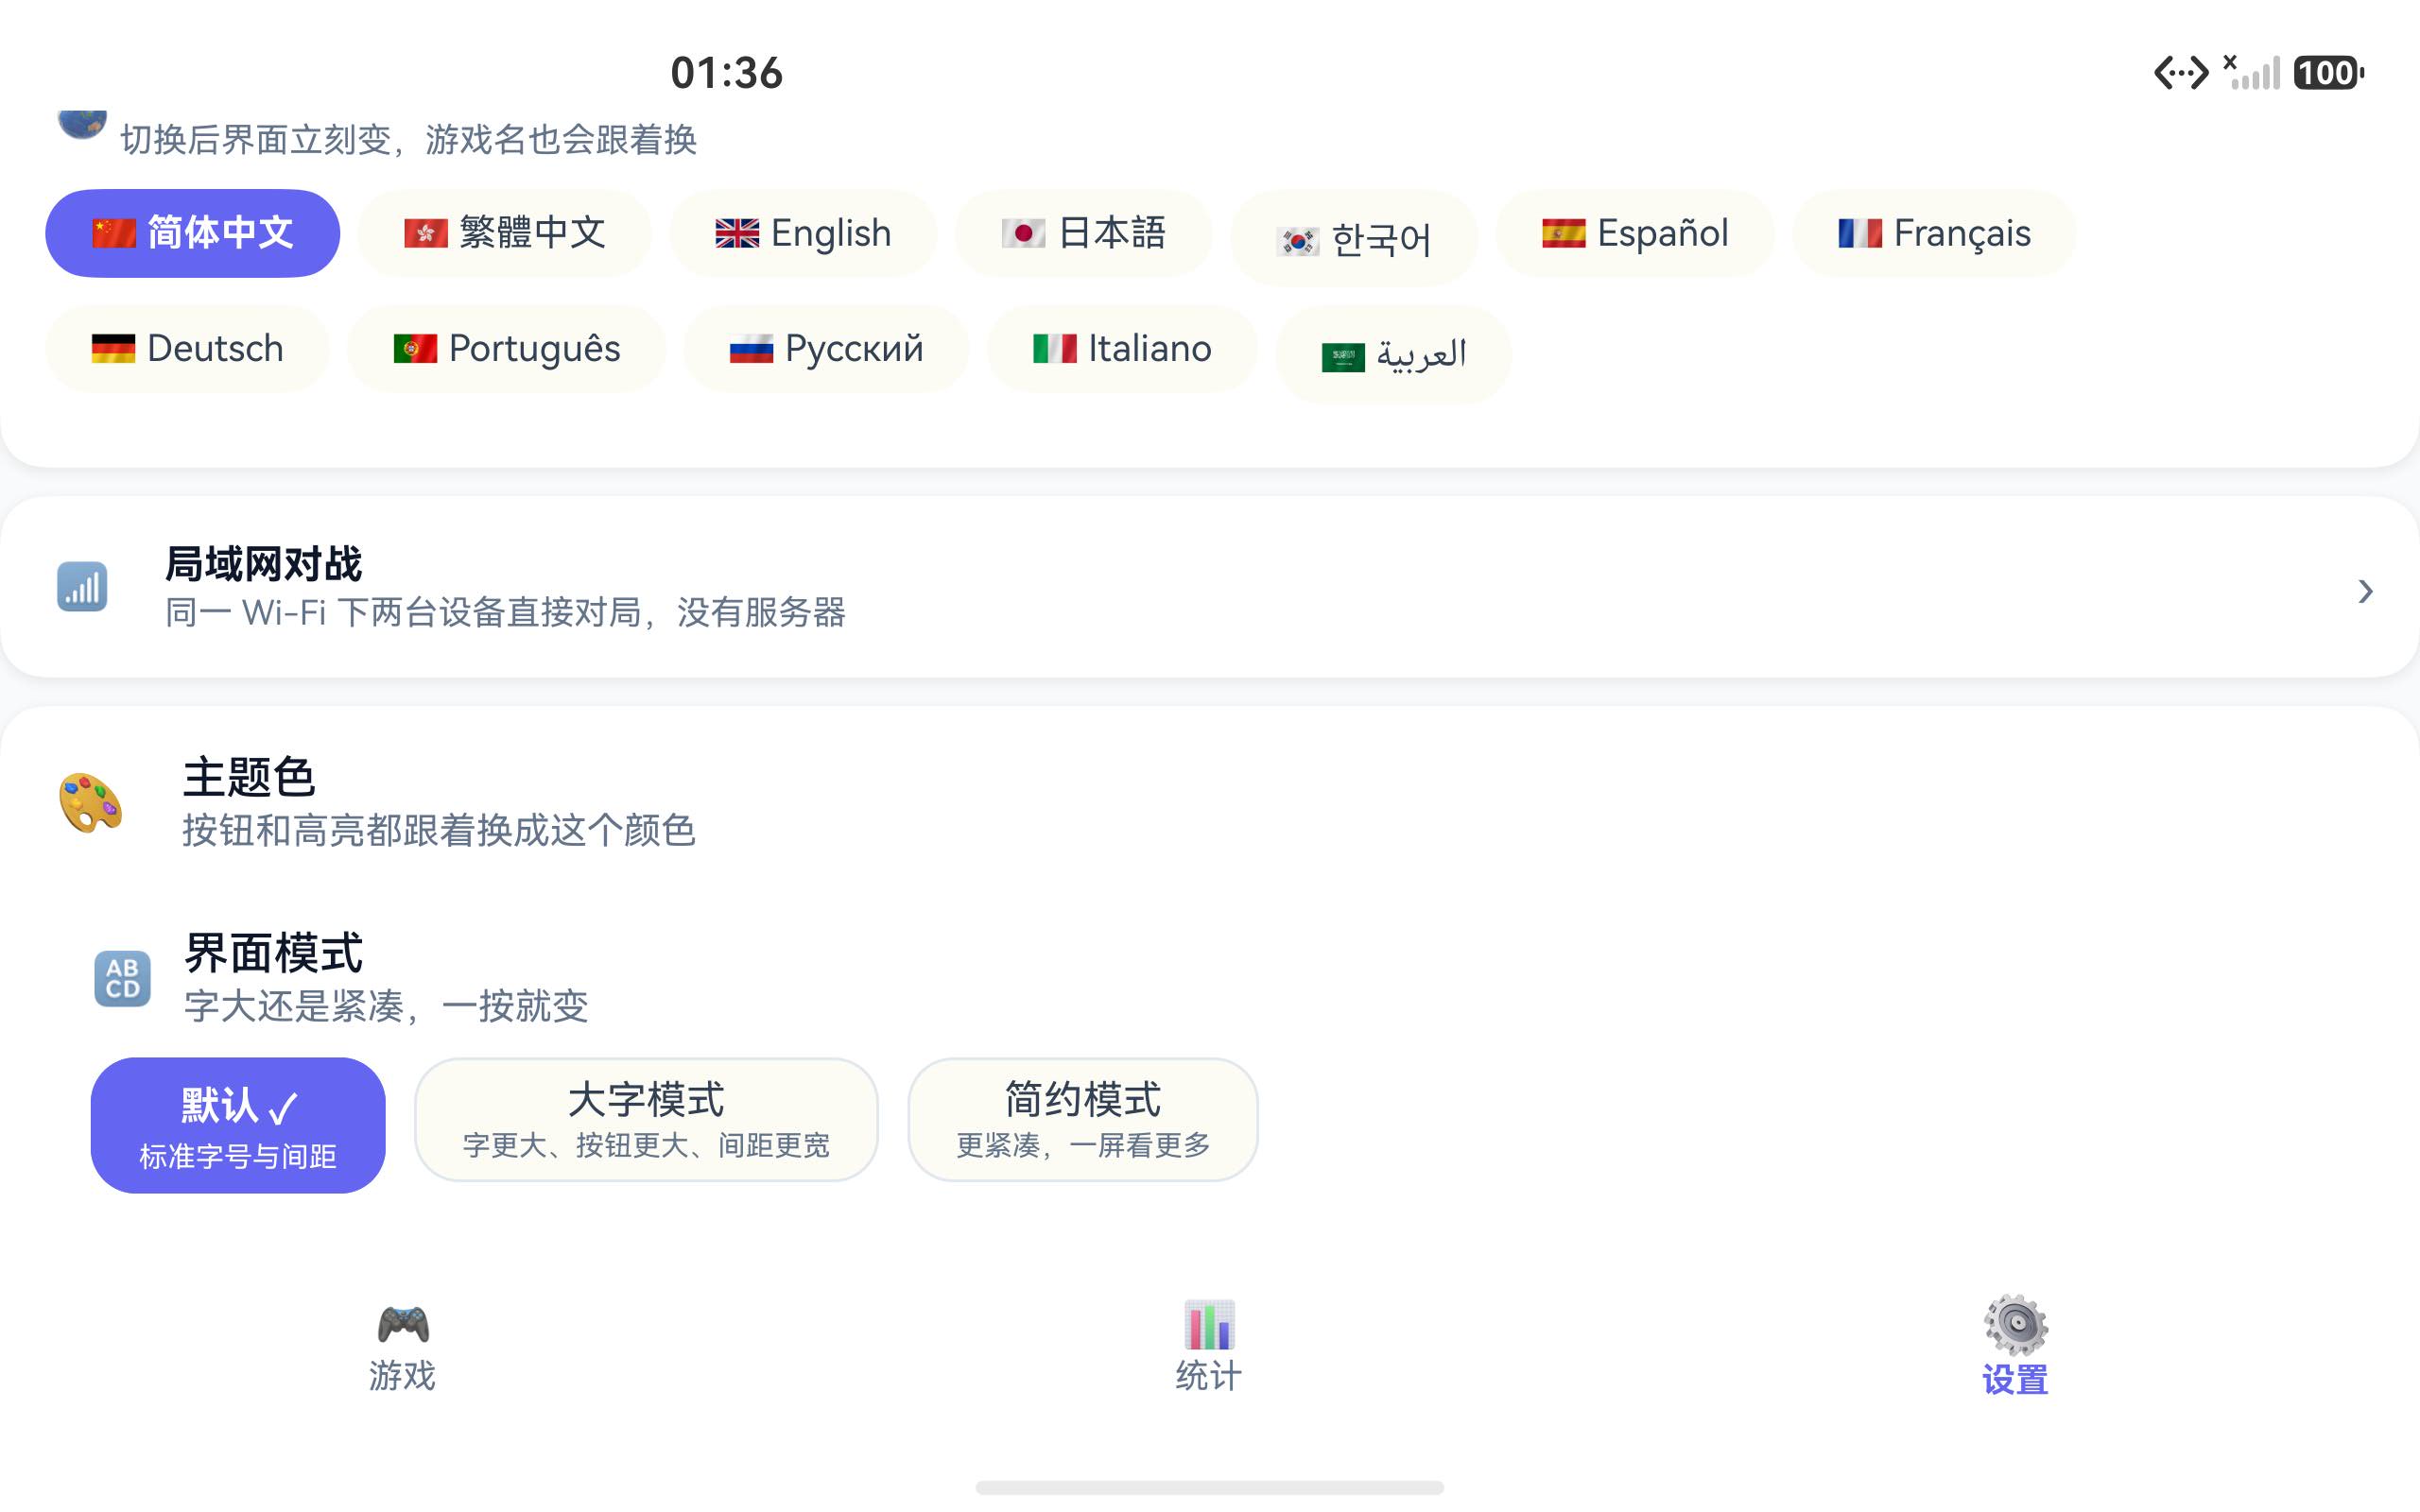 01:36
100
切换后界面立刻变，游戏名也会跟着换
简体中文 繁體中文 English 日本語 한국어 Español Français
Deutsch Português Русский Italiano العربية
局域网对战
同一 Wi-Fi 下两台设备直接对局，没有服务器
主题色
按钮和高亮都跟着换成这个颜色
AB
CD
界面模式
字大还是紧凑，一按就变
默认 ✓ 大字模式 简约模式
标准字号与间距 字更大、按钮更大、间距更宽 更紧凑，一屏看更多
游戏 统计 设置